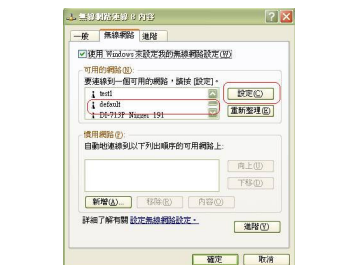 無線網路連線 8 內容
一般 無線網路 進階
使用 Windows 來設定我的無線網路設定(W)
可用的網路(N):
要連線到一個可用的網路，請按 [設定]。
test1
default
DI-713P Ninger 191
設定(C)
重新整理(E)
慣用網路(P):
自動地連線到以下列出順序的可用網路上:
向上(U)
下移(D)
新增(A)...
移除(R)
內容(O)
詳細了解有關 設定無線網路設定。
進階(V)
確定
取消